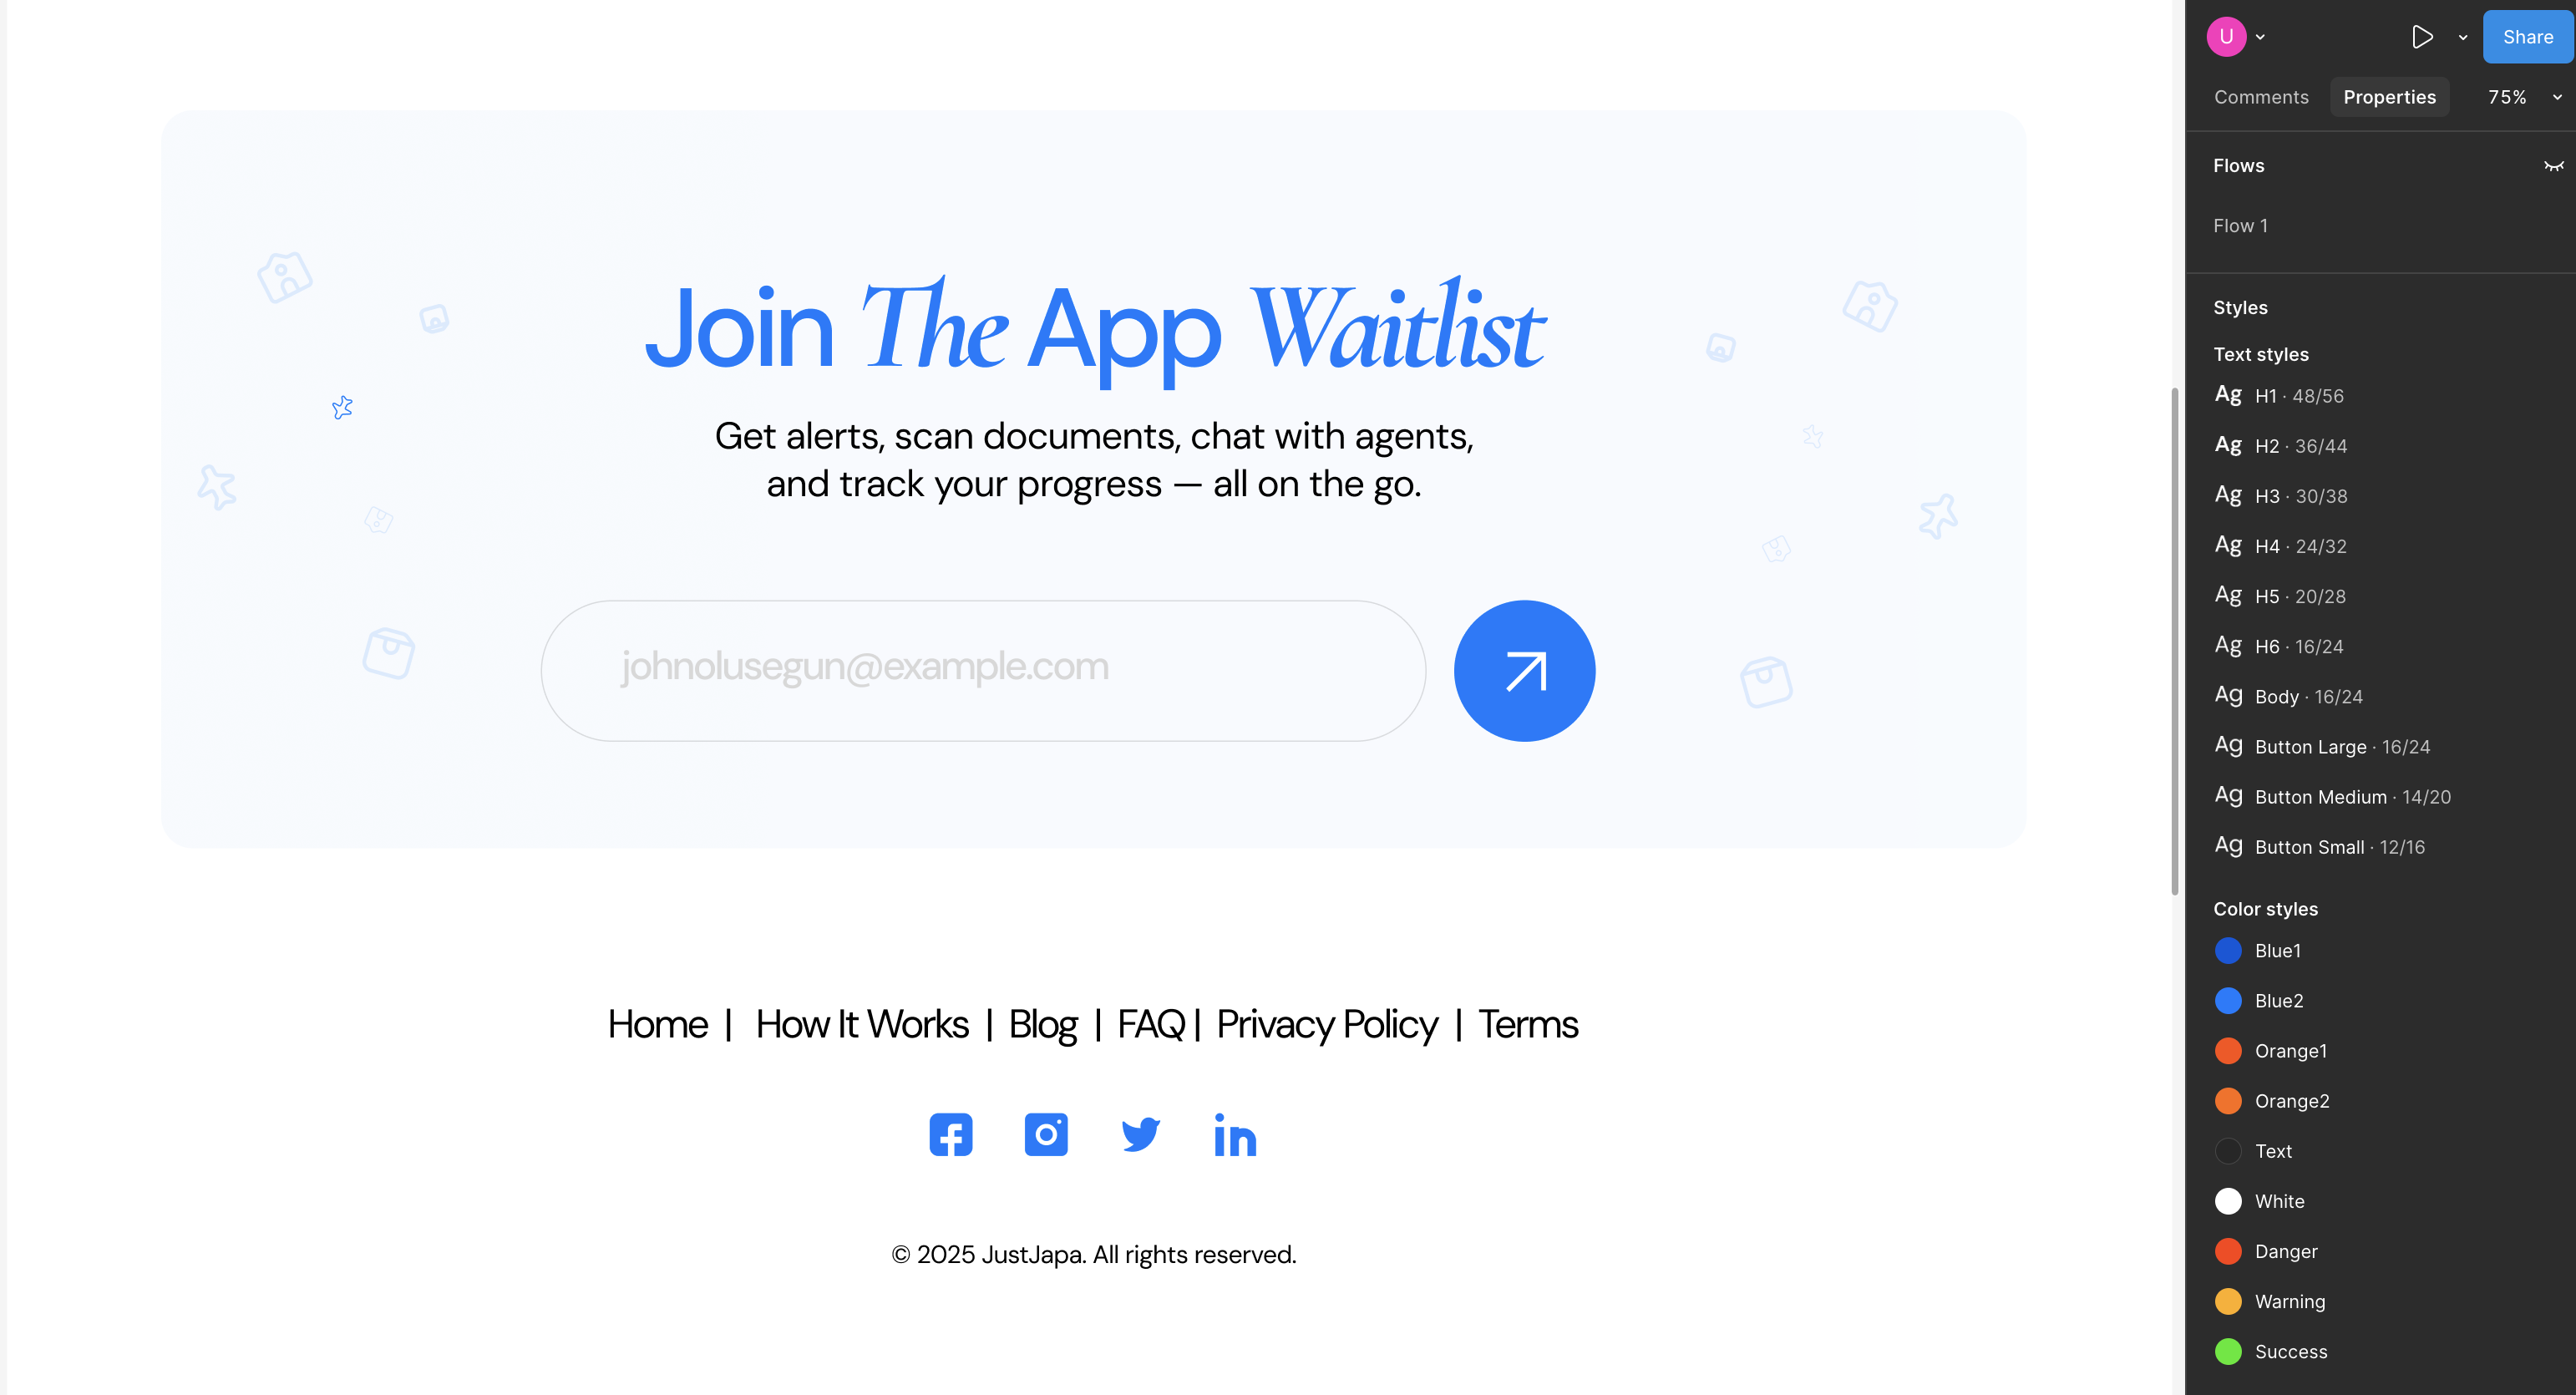 Join The App Waitlist
Get alerts, scan documents, chat with agents,
and track your progress — all on the go.
johnolusegun@example.com
Home | How It Works | Blog | FAQ | Privacy Policy | Terms
© 2025 JustJapa. All rights reserved.
U
Share
Comments Properties 75%
Flows
Flow 1
Styles
Text styles
Ag H1 · 48/56
Ag H2 · 36/44
Ag H3 · 30/38
Ag H4 · 24/32
Ag H5 · 20/28
Ag H6 · 16/24
Ag Body · 16/24
Ag Button Large · 16/24
Ag Button Medium · 14/20
Ag Button Small · 12/16
Color styles
Blue1
Blue2
Orange1
Orange2
Text
White
Danger
Warning
Success